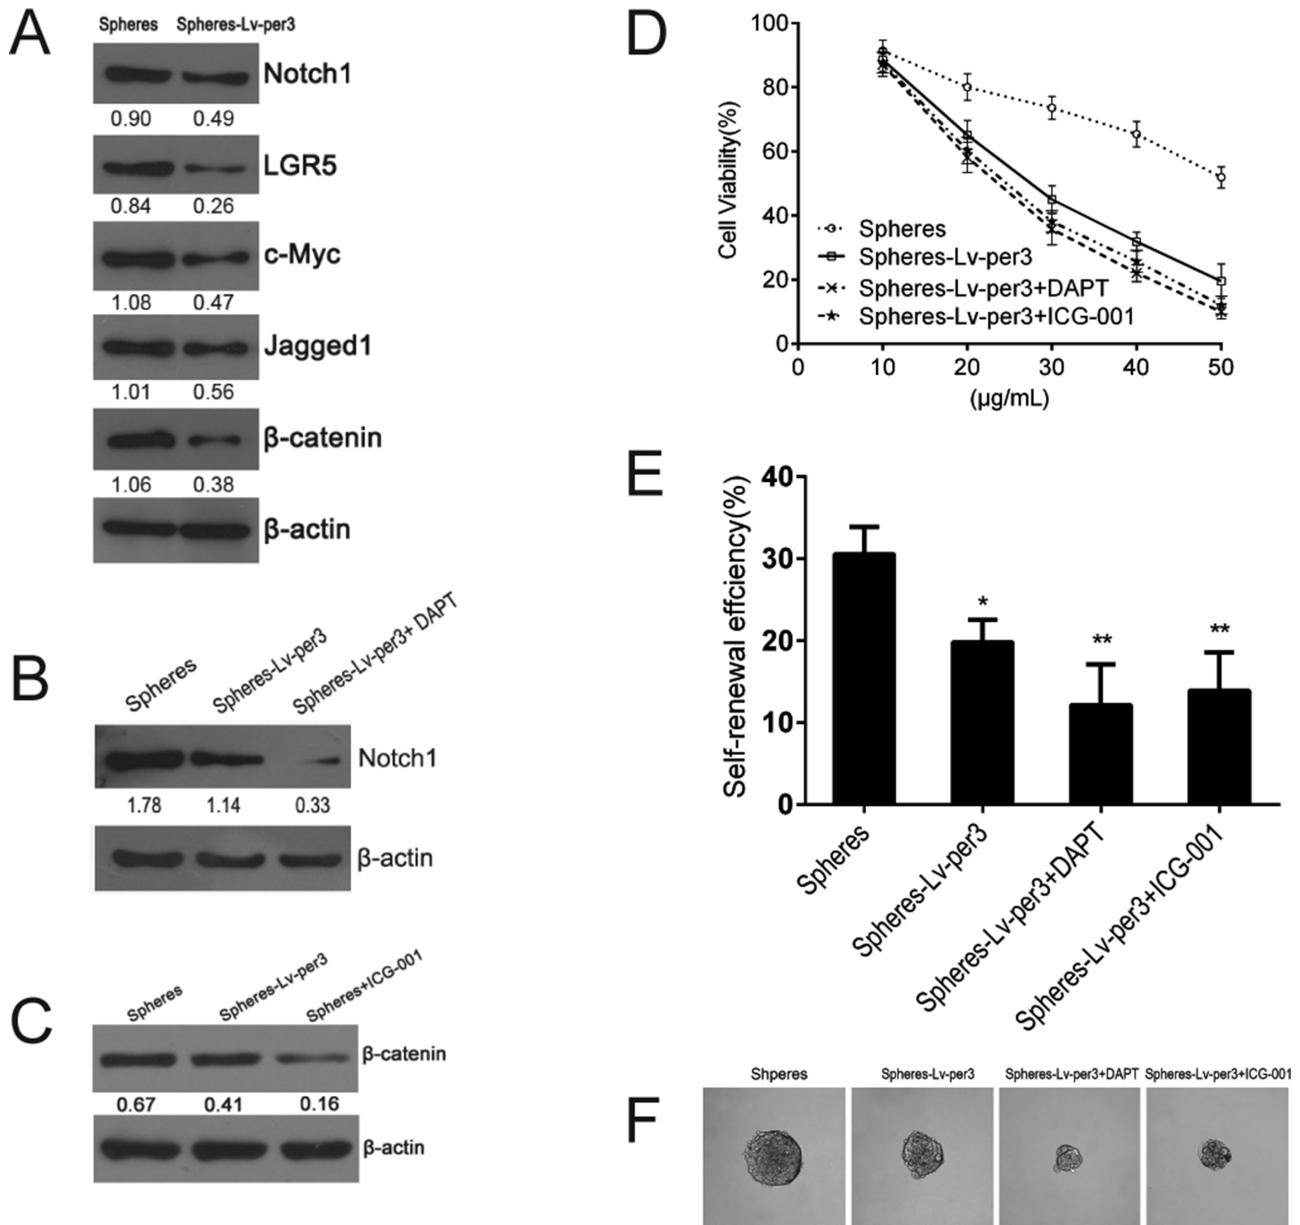 A
Spheres Spheres-Lv-per3
Notch1
0.90 0.49
LGR5
0.84 0.26
c-Myc
1.08 0.47
Jagged1
1.01 0.56
β-catenin
1.06 0.38
β-actin
B
Spheres
Spheres-Lv-per3
Spheres-Lv-per3+ DAPT
Notch1
1.78 1.14 0.33
β-actin
C
Spheres
Spheres-Lv-per3
Spheres+ICG-001
β-catenin
0.67 0.41 0.16
β-actin
D
Cell Viability(%)
100
80
60
40
20
0
Spheres
Spheres-Lv-per3
Spheres-Lv-per3+DAPT
Spheres-Lv-per3+ICG-001
0 10 20 30 40 50
(μg/mL)
E
Self-renewal effciency(%)
40
30
20
10
0
*
**
**
Spheres
Spheres-Lv-per3
Spheres-Lv-per3+DAPT
Spheres-Lv-per3+ICG-001
F
Shperes Spheres-Lv-per3 Spheres-Lv-per3+DAPT Spheres-Lv-per3+ICG-001